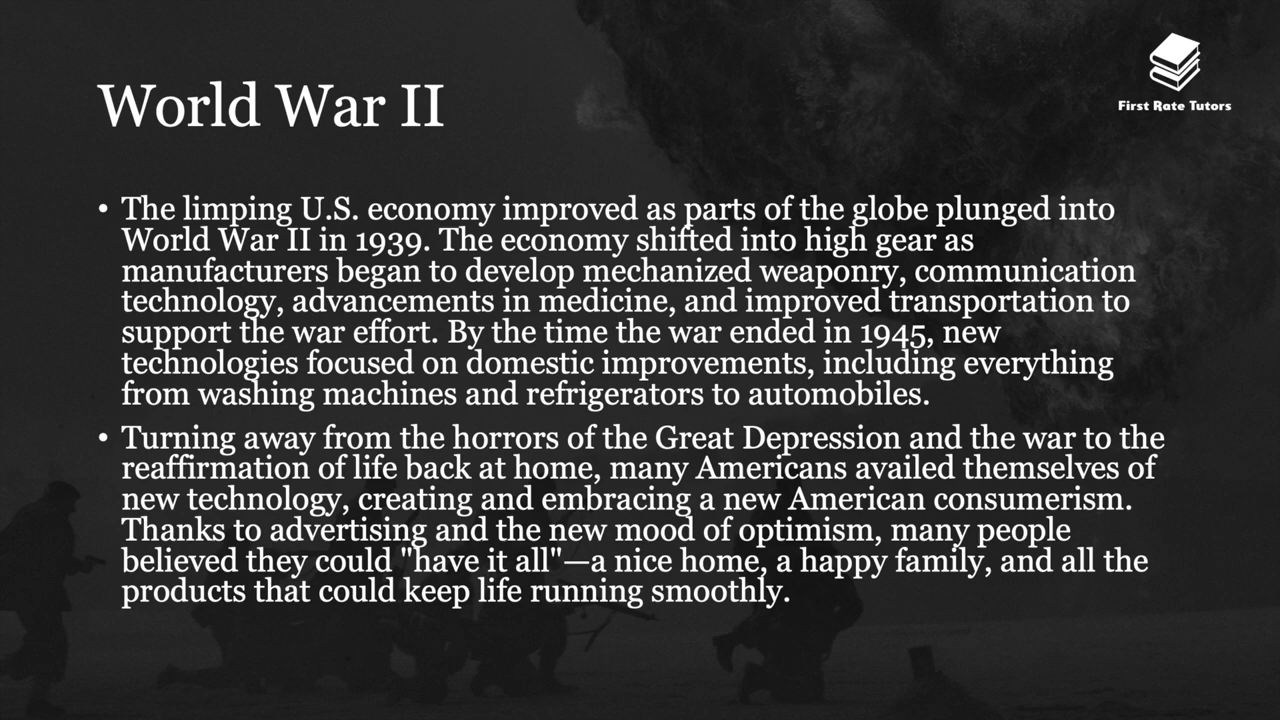 First Rate Tutors
World War II
• The limping U.S. economy improved as parts of the globe plunged into
World War II in 1939. The economy shifted into high gear as
manufacturers began to develop mechanized weaponry, communication
technology, advancements in medicine, and improved transportation to
support the war effort. By the time the war ended in 1945, new
technologies focused on domestic improvements, including everything
from washing machines and refrigerators to automobiles.
• Turning away from the horrors of the Great Depression and the war to the
reaffirmation of life back at home, many Americans availed themselves of
new technology, creating and embracing a new American consumerism.
Thanks to advertising and the new mood of optimism, many people
believed they could "have it all"—a nice home, a happy family, and all the
products that could keep life running smoothly.